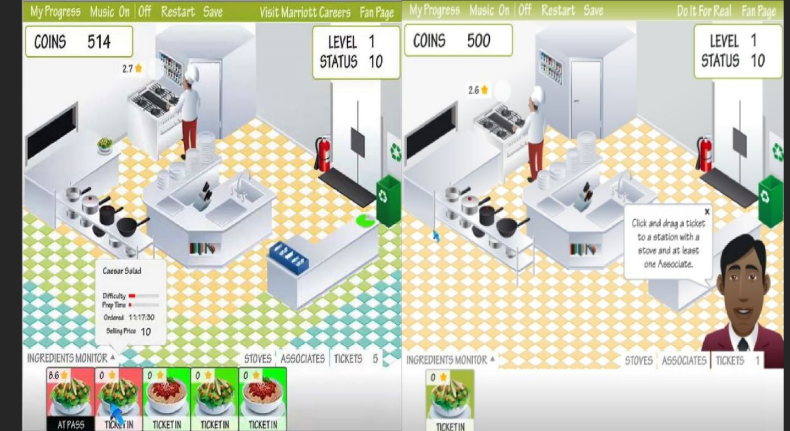 My Progress Music On | Off Restart Save Visit Marriott Careers Fan Page
COINS 514
LEVEL 1
STATUS 10
2.7
Caesar Salad
Difficulty
Prep Time
Ordered 11:17:30
Selling Price 10
INGREDIENTS MONITOR
STOVES ASSOCIATES TICKETS 5
8.6 0 0 0 0
AT PASS TICKET IN TICKET IN TICKET IN TICKET IN
My Progress Music On | Off Restart Save Do It For Real Fan Page
COINS 500
LEVEL 1
STATUS 10
2.6
X
Click and drag a ticket
to a station with a
stove and at least
one Associate.
INGREDIENTS MONITOR
STOVES ASSOCIATES TICKETS 1
0
TICKET IN